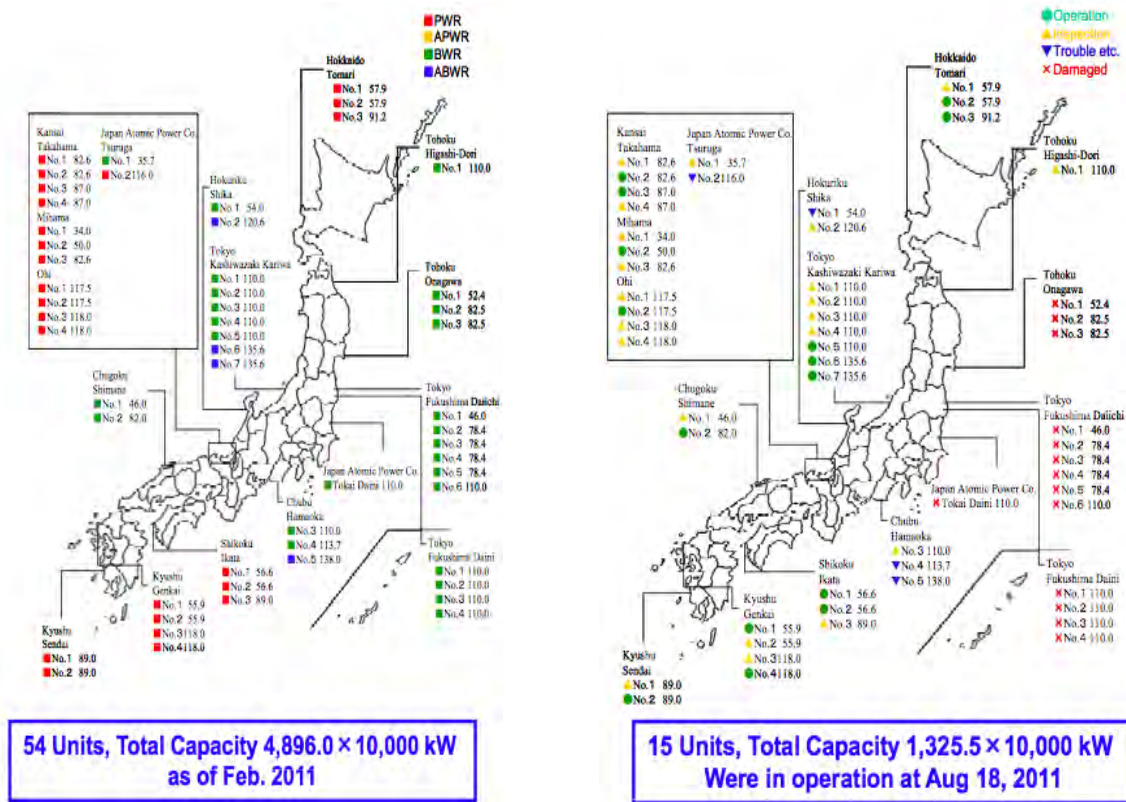 PWR
APWR
BWR
ABWR
Hokkaido
Tomari
No.1 57.9
No.2 57.9
No.3 91.2
Kansai
Takahama
No.1 82.6
No.2 82.6
No.3 87.0
No.4 87.0
Mihama
No.1 34.0
No.2 50.0
No.3 82.6
Ohi
No.1 117.5
No.2 117.5
No.3 118.0
No.4 118.0
Japan Atomic Power Co.
Tsuruga
No.1 35.7
No.2 116.0
Hokuriku
Shika
No.1 54.0
No.2 120.6
Tokyo
Kashiwazaki Kariwa
No.1 110.0
No.2 110.0
No.3 110.0
No.4 110.0
No.5 110.0
No.6 135.6
No.7 135.6
Tohoku
Higashi-Dori
No.1 110.0
Tohoku
Onagawa
No.1 52.4
No.2 82.5
No.3 82.5
Chugoku
Shimane
No.1 46.0
No.2 82.0
Tokyo
Fukushima Daiichi
No.1 46.0
No.2 78.4
No.3 78.4
No.4 78.4
No.5 78.4
No.6 110.0
Japan Atomic Power Co.
Tokai Daini 110.0
Chubu
Hamaoka
No.3 110.0
No.4 113.7
No.5 138.0
Shikoku
Ikata
No.1 56.6
No.2 56.6
No.3 89.0
Tokyo
Fukushima Daini
No.1 110.0
No.2 110.0
No.3 110.0
No.4 110.0
Kyushu
Genkai
No.1 55.9
No.2 55.9
No.3 118.0
No.4 118.0
Kyushu
Sendai
No.1 89.0
No.2 89.0
54 Units, Total Capacity 4,896.0 × 10,000 kW
as of Feb. 2011
Operation
Inspection
Trouble etc.
Damaged
Hokkaido
Tomari
No.1 57.9
No.2 57.9
No.3 91.2
Kansai
Takahama
No.1 82.6
No.2 82.6
No.3 87.0
No.4 87.0
Mihama
No.1 34.0
No.2 50.0
No.3 82.6
Ohi
No.1 117.5
No.2 117.5
No.3 118.0
No.4 118.0
Japan Atomic Power Co.
Tsuruga
No.1 35.7
No.2 116.0
Hokuriku
Shika
No.1 54.0
No.2 120.6
Tokyo
Kashiwazaki Kariwa
No.1 110.0
No.2 110.0
No.3 110.0
No.4 110.0
No.5 110.0
No.6 135.6
No.7 135.6
Tohoku
Higashi-Dori
No.1 110.0
Tohoku
Onagawa
No.1 52.4
No.2 82.5
No.3 82.5
Chugoku
Shimane
No.1 46.0
No.2 82.0
Tokyo
Fukushima Daiichi
No.1 46.0
No.2 78.4
No.3 78.4
No.4 78.4
No.5 78.4
No.6 110.0
Japan Atomic Power Co.
Tokai Daini 110.0
Chubu
Hamaoka
No.3 110.0
No.4 113.7
No.5 138.0
Shikoku
Ikata
No.1 56.6
No.2 56.6
No.3 89.0
Tokyo
Fukushima Daini
No.1 110.0
No.2 110.0
No.3 110.0
No.4 110.0
Kyushu
Genkai
No.1 55.9
No.2 55.9
No.3 118.0
No.4 118.0
Kyushu
Sendai
No.1 89.0
No.2 89.0
15 Units, Total Capacity 1,325.5 × 10,000 kW
Were in operation at Aug 18, 2011